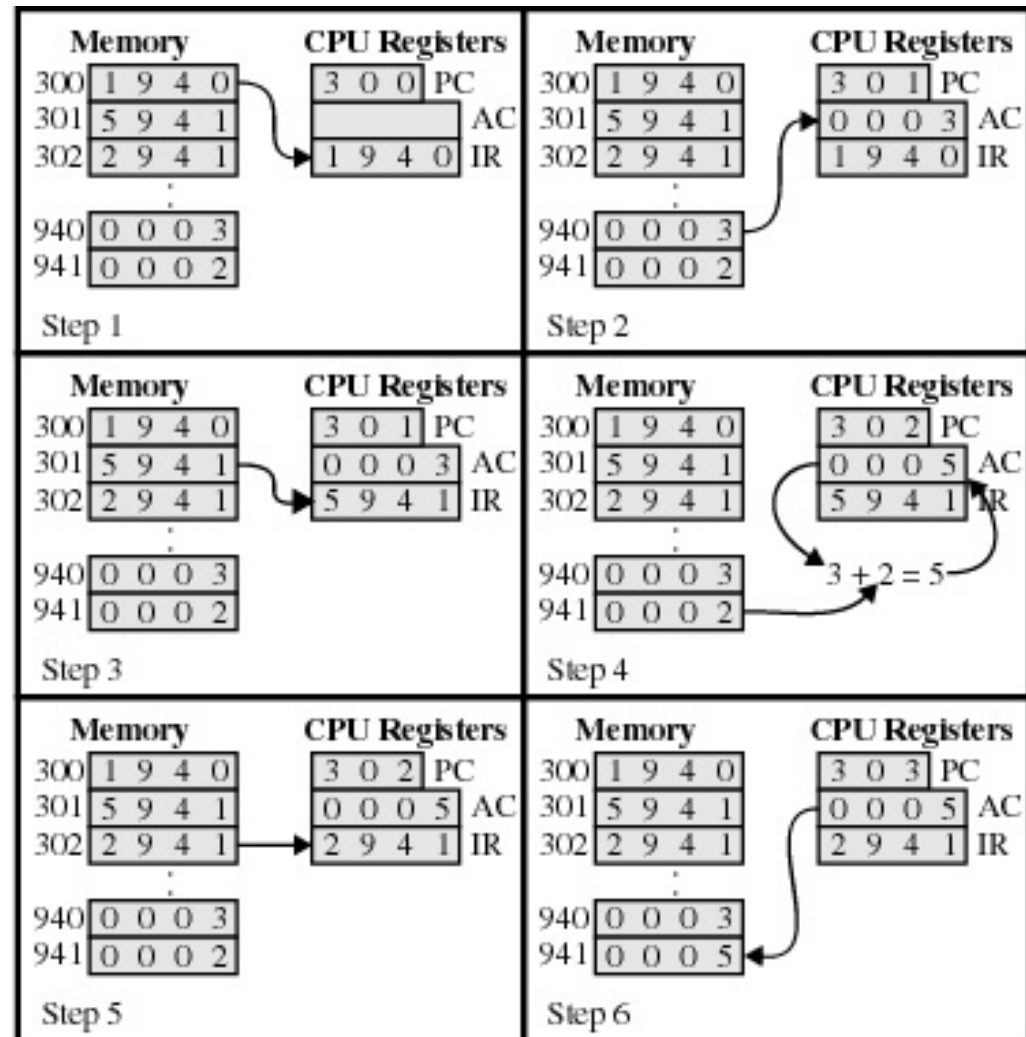 Memory CPU Registers
300 1 9 4 0 3 0 0 PC
301 5 9 4 1 AC
302 2 9 4 1 1 9 4 0 IR
940 0 0 0 3
941 0 0 0 2
Step 1
Memory CPU Registers
300 1 9 4 0 3 0 1 PC
301 5 9 4 1 0 0 0 3 AC
302 2 9 4 1 1 9 4 0 IR
940 0 0 0 3
941 0 0 0 2
Step 2
Memory CPU Registers
300 1 9 4 0 3 0 1 PC
301 5 9 4 1 0 0 0 3 AC
302 2 9 4 1 5 9 4 1 IR
940 0 0 0 3
941 0 0 0 2
Step 3
Memory CPU Registers
300 1 9 4 0 3 0 2 PC
301 5 9 4 1 0 0 0 5 AC
302 2 9 4 1 5 9 4 1 IR
940 0 0 0 3 3 + 2 = 5
941 0 0 0 2
Step 4
Memory CPU Registers
300 1 9 4 0 3 0 2 PC
301 5 9 4 1 0 0 0 5 AC
302 2 9 4 1 2 9 4 1 IR
940 0 0 0 3
941 0 0 0 2
Step 5
Memory CPU Registers
300 1 9 4 0 3 0 3 PC
301 5 9 4 1 0 0 0 5 AC
302 2 9 4 1 2 9 4 1 IR
940 0 0 0 3
941 0 0 0 5
Step 6